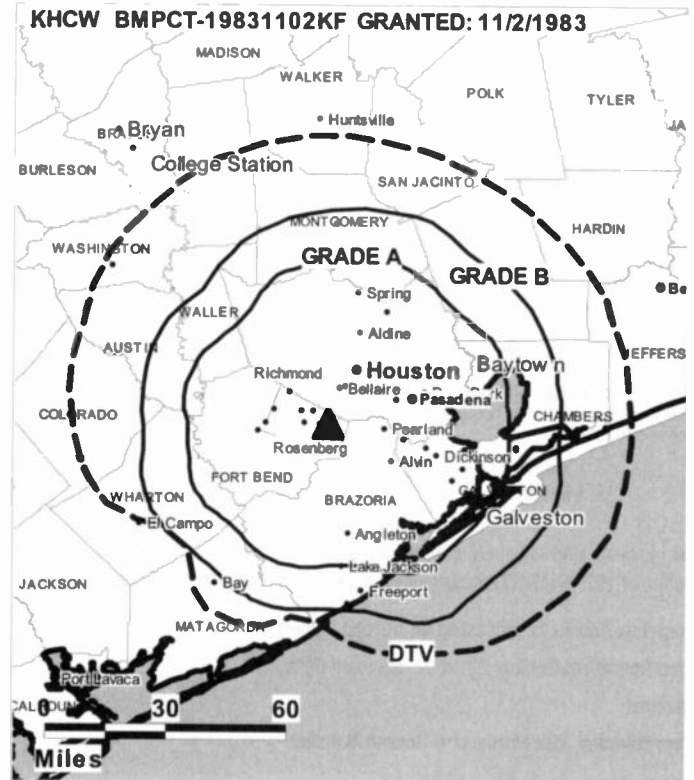 KHCW BMPCT-19831102KF GRANTED: 11/2/1983
MADISON
WALKER
POLK
TYLER
Huntsville
Bryan
BURLESON
College Station
SAN JACINTO
HARDIN
MONTGOMERY
WASHINGTON
GRADE A
GRADE B
Spring
WALLER
Aldine
AUSTIN
JEFFERS
Houston
Baytown
Richmond
Bellaire
Pasadena
COLORADO
CHAMBERS
Pearland
Rosenberg
Dickinson
Alvin
FORT BEND
GALVESTON
WHARTON
BRAZORIA
Galveston
El Campo
Angleton
Lake Jackson
JACKSON
Bay
Freeport
MATAGORDA
DTV
Port Lavaca
0 30 60
Miles